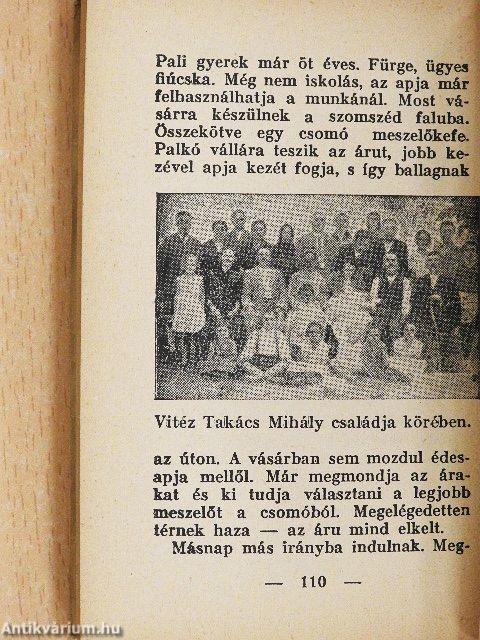 Pali gyerek már öt éves. Fürge, ügyes
fiúcska. Még nem iskolás, az apja már
felhasználhatja a munkánál. Most vá-
sárra készülnek a szomszéd faluba.
Összekötve egy csomó meszelőkefe.
Palkó vállára teszik az árut, jobb ke-
zével apja kezét fogja, s így ballagnak
Vitéz Takács Mihály családja körében.
az úton. A vásárban sem mozdul édes-
apja mellől. Már megmondja az ára-
kat és ki tudja választani a legjobb
meszelőt a csomóból. Megelégedetten
térnek haza — az áru mind elkelt.
Másnap más irányba indulnak. Meg-
— 110 —
Antikvárium.hu